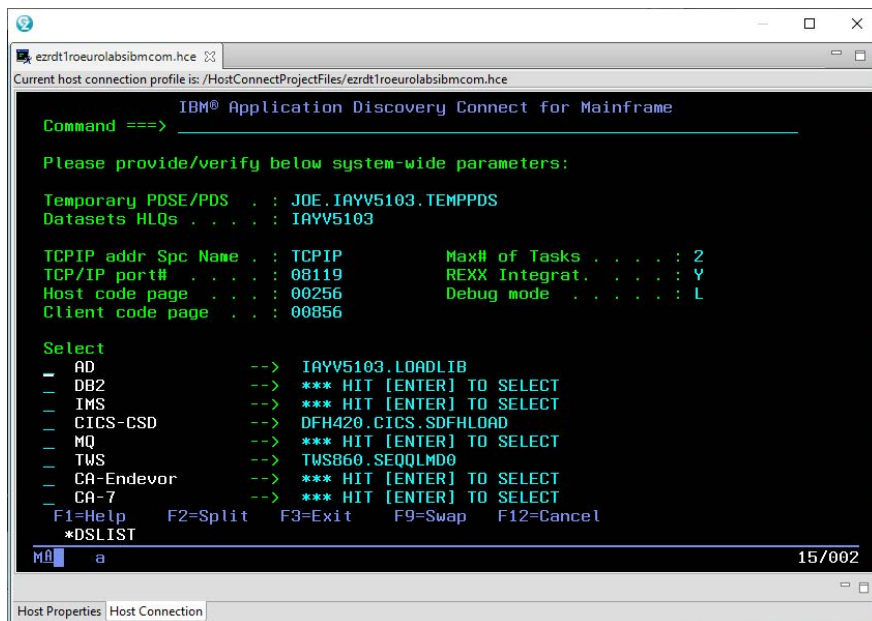 ezrdt1roeurolabsibmcom.hce
Current host connection profile is: /HostConnectProjectFiles/ezrdt1roeurolabsibmcom.hce
IBM® Application Discovery Connect for Mainframe
Command ===>
Please provide/verify below system-wide parameters:
Temporary PDSE/PDS . : JOE.IAYV5103.TEMPPDS
Datasets HLQs . . . . : IAYV5103
TCPIP addr Spc Name . : TCPIP Max# of Tasks . . . . : 2
TCP/IP port# . . . . : 08119 REXX Integrat. . . . . : Y
Host code page . . . : 00256 Debug mode . . . . . : L
Client code page . . : 00856
Select
_ AD --> IAYV5103.LOADLIB
_ DB2 --> *** HIT [ENTER] TO SELECT
_ IMS --> *** HIT [ENTER] TO SELECT
_ CICS-CSD --> DFH420.CICS.SDFHLOAD
_ MQ --> *** HIT [ENTER] TO SELECT
_ TWS --> TWS860.SEQQLMD0
_ CA-Endevor --> *** HIT [ENTER] TO SELECT
_ CA-7 --> *** HIT [ENTER] TO SELECT
F1=Help F2=Split F3=Exit F9=Swap F12=Cancel
*DSLIST
MA a 15/002
Host Properties Host Connection